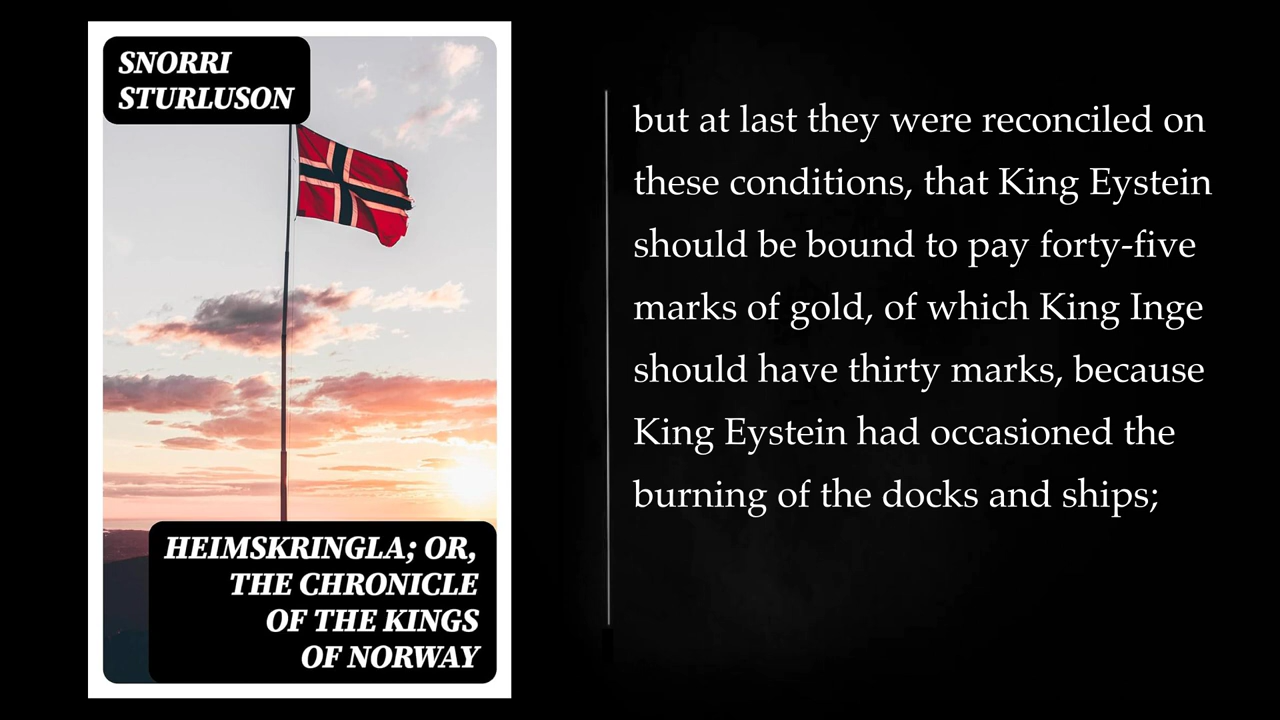 SNORRI
STURLUSON
HEIMSKRINGLA; OR,
THE CHRONICLE
OF THE KINGS
OF NORWAY
but at last they were reconciled on
these conditions, that King Eystein
should be bound to pay forty-five
marks of gold, of which King Inge
should have thirty marks, because
King Eystein had occasioned the
burning of the docks and ships;